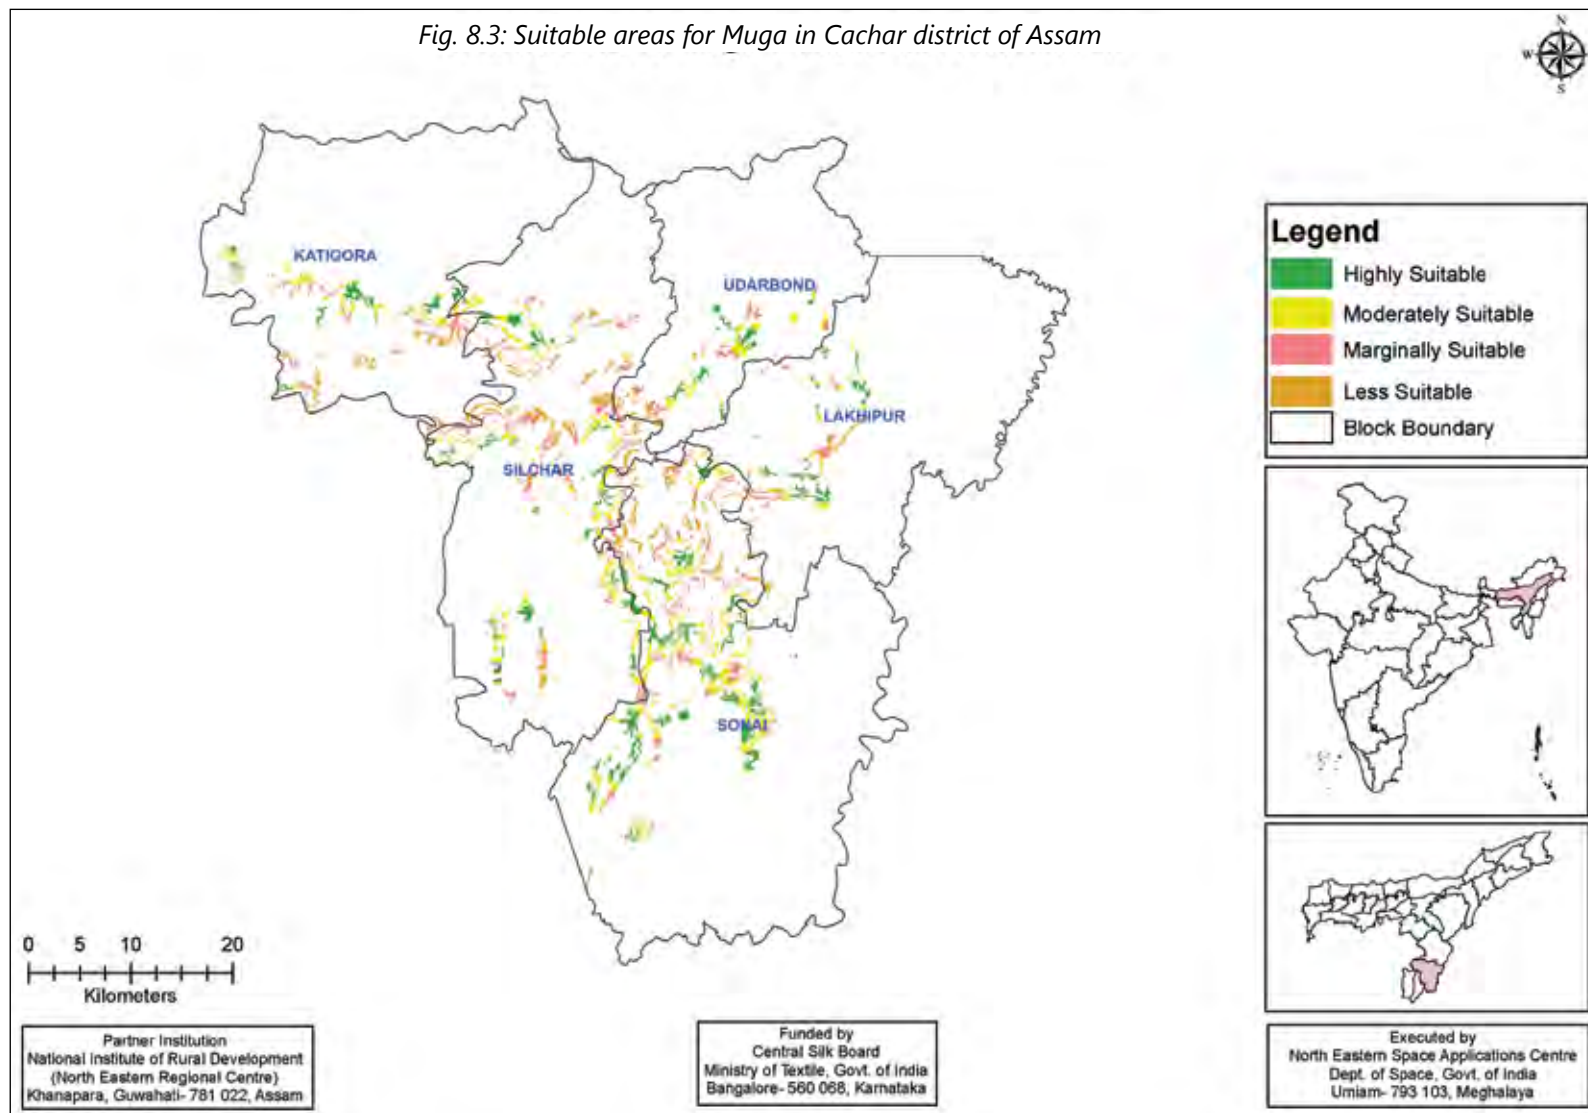 Fig. 8.3: Suitable areas for Muga in Cachar district of Assam
N
W
S
KATIGORA
UDARBOND
LAKHIPUR
SILCHAR
SONAI
Legend
Highly Suitable
Moderately Suitable
Marginally Suitable
Less Suitable
Block Boundary
0 5 10 20
Kilometers
Partner Institution
National Institute of Rural Development
(North Eastern Regional Centre)
Khanapara, Guwahati- 781 022, Assam
Funded by
Central Silk Board
Ministry of Textile, Govt. of India
Bangalore- 560 068, Karnataka
Executed by
North Eastern Space Applications Centre
Dept. of Space, Govt. of India
Umiam- 793 103, Meghalaya